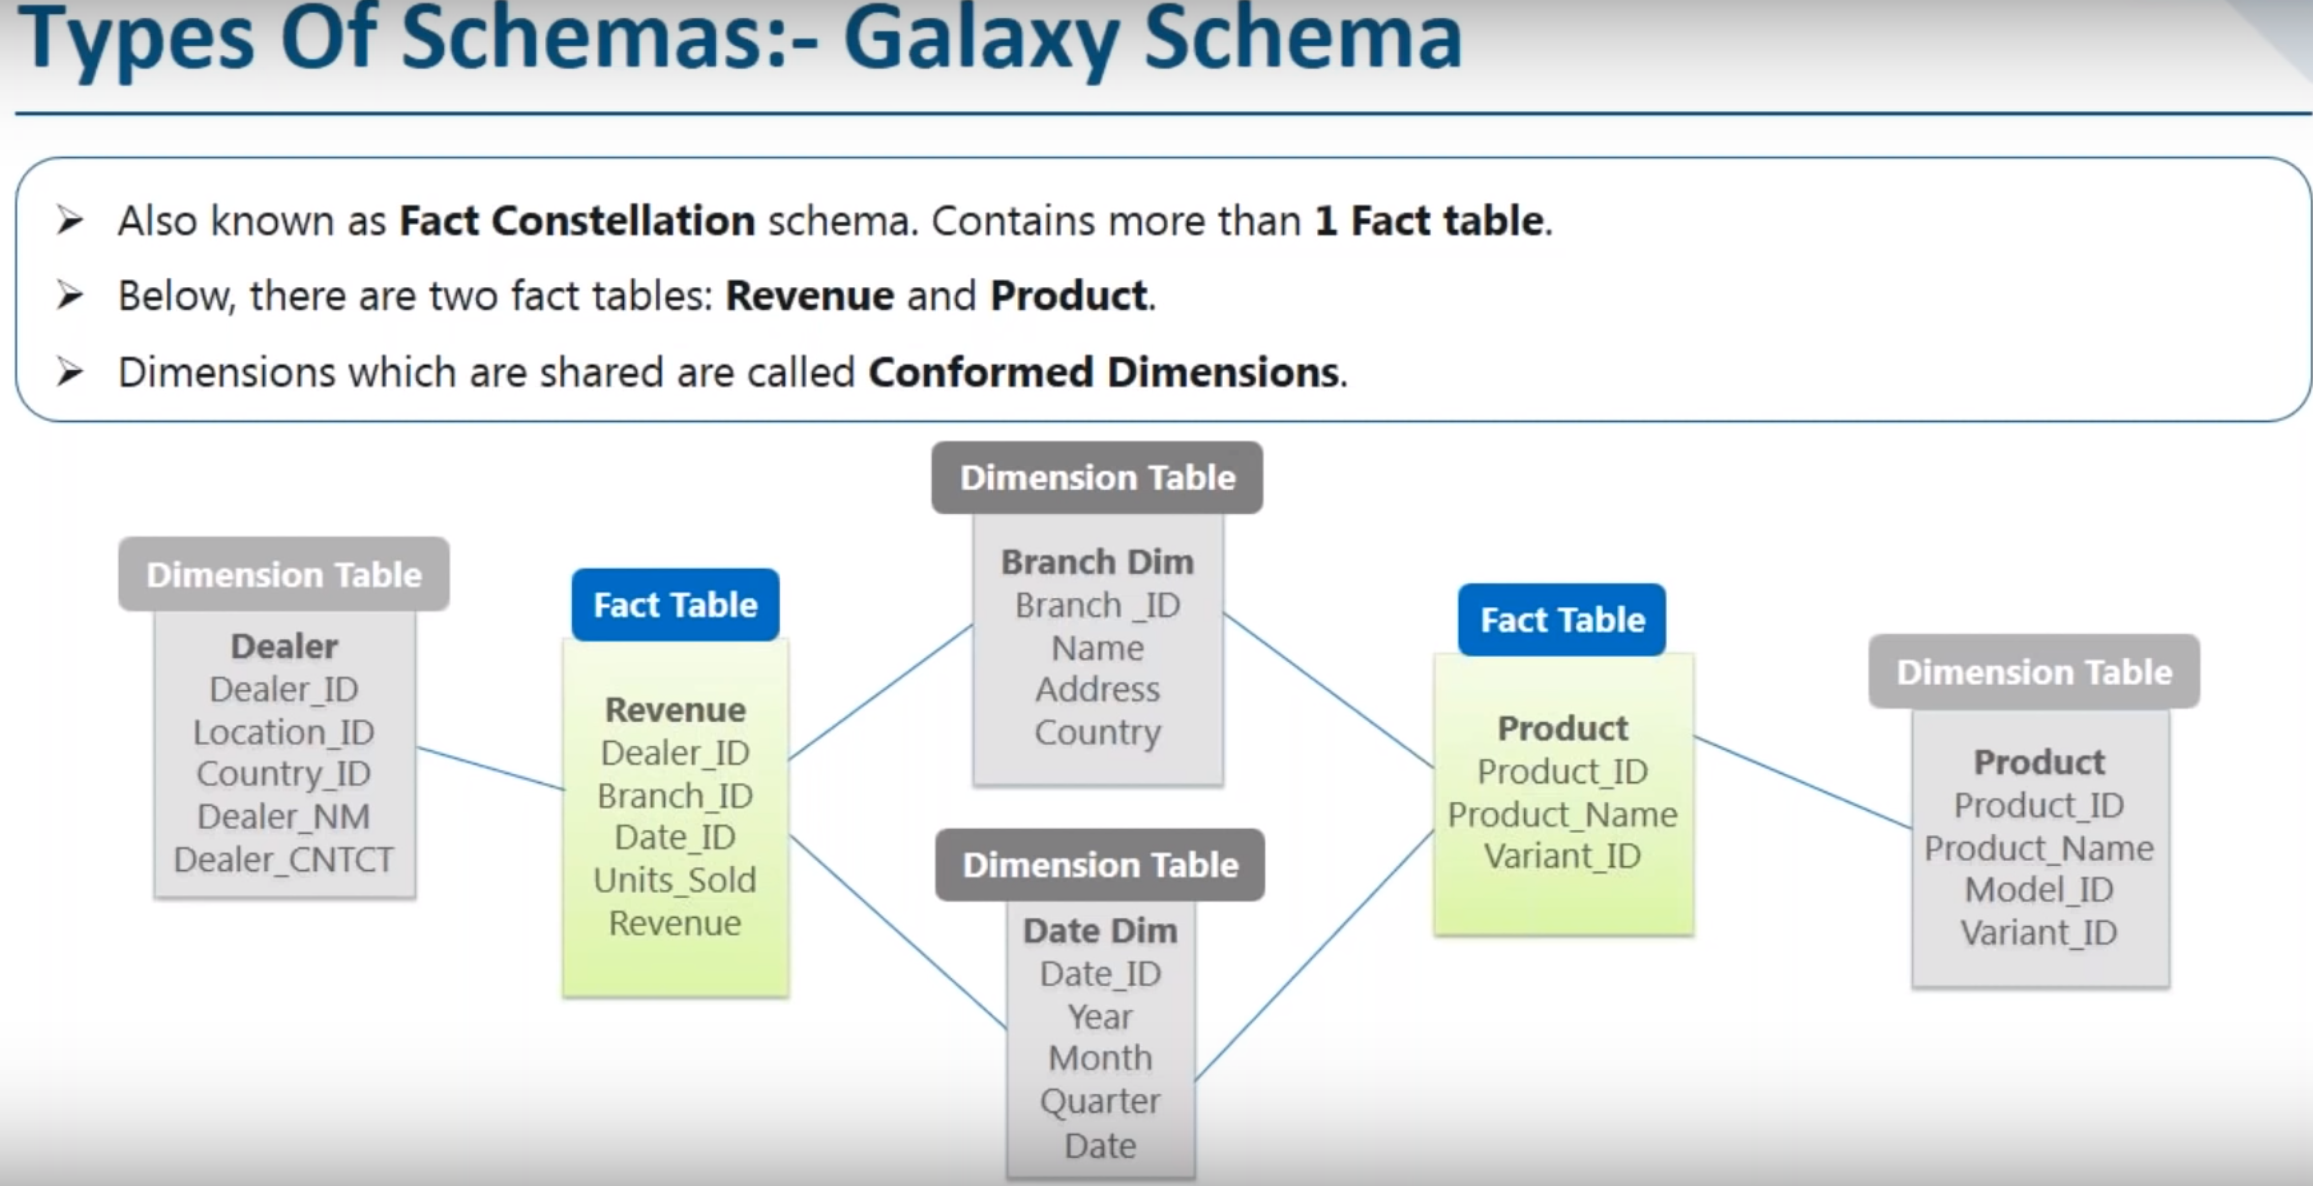 Types Of Schemas:- Galaxy Schema
➢ Also known as Fact Constellation schema. Contains more than 1 Fact table.
➢ Below, there are two fact tables: Revenue and Product.
➢ Dimensions which are shared are called Conformed Dimensions.
Dimension Table
Dealer
Dealer_ID
Location_ID
Country_ID
Dealer_NM
Dealer_CNTCT
Fact Table
Revenue
Dealer_ID
Branch_ID
Date_ID
Units_Sold
Revenue
Dimension Table
Branch Dim
Branch _ID
Name
Address
Country
Dimension Table
Date Dim
Date_ID
Year
Month
Quarter
Date
Fact Table
Product
Product_ID
Product_Name
Variant_ID
Dimension Table
Product
Product_ID
Product_Name
Model_ID
Variant_ID